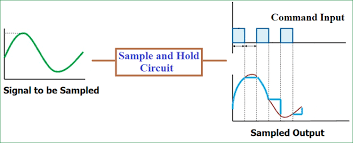 Command Input
Sample and Hold
Circuit
Signal to be Sampled
Sampled Output